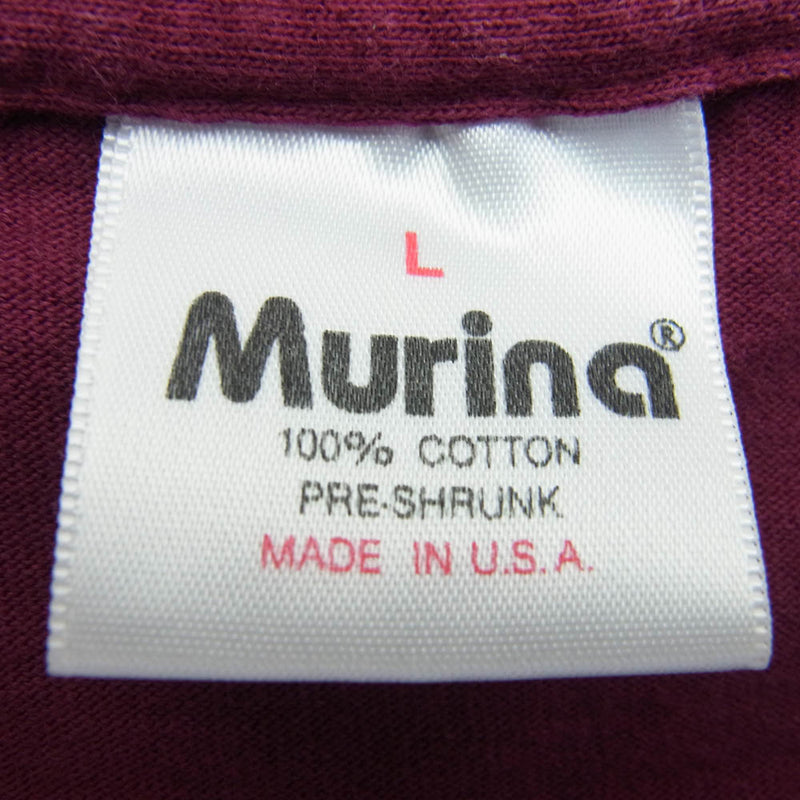 L
Murina®
100% COTTON
PRE-SHRUNK
MADE IN U.S.A.